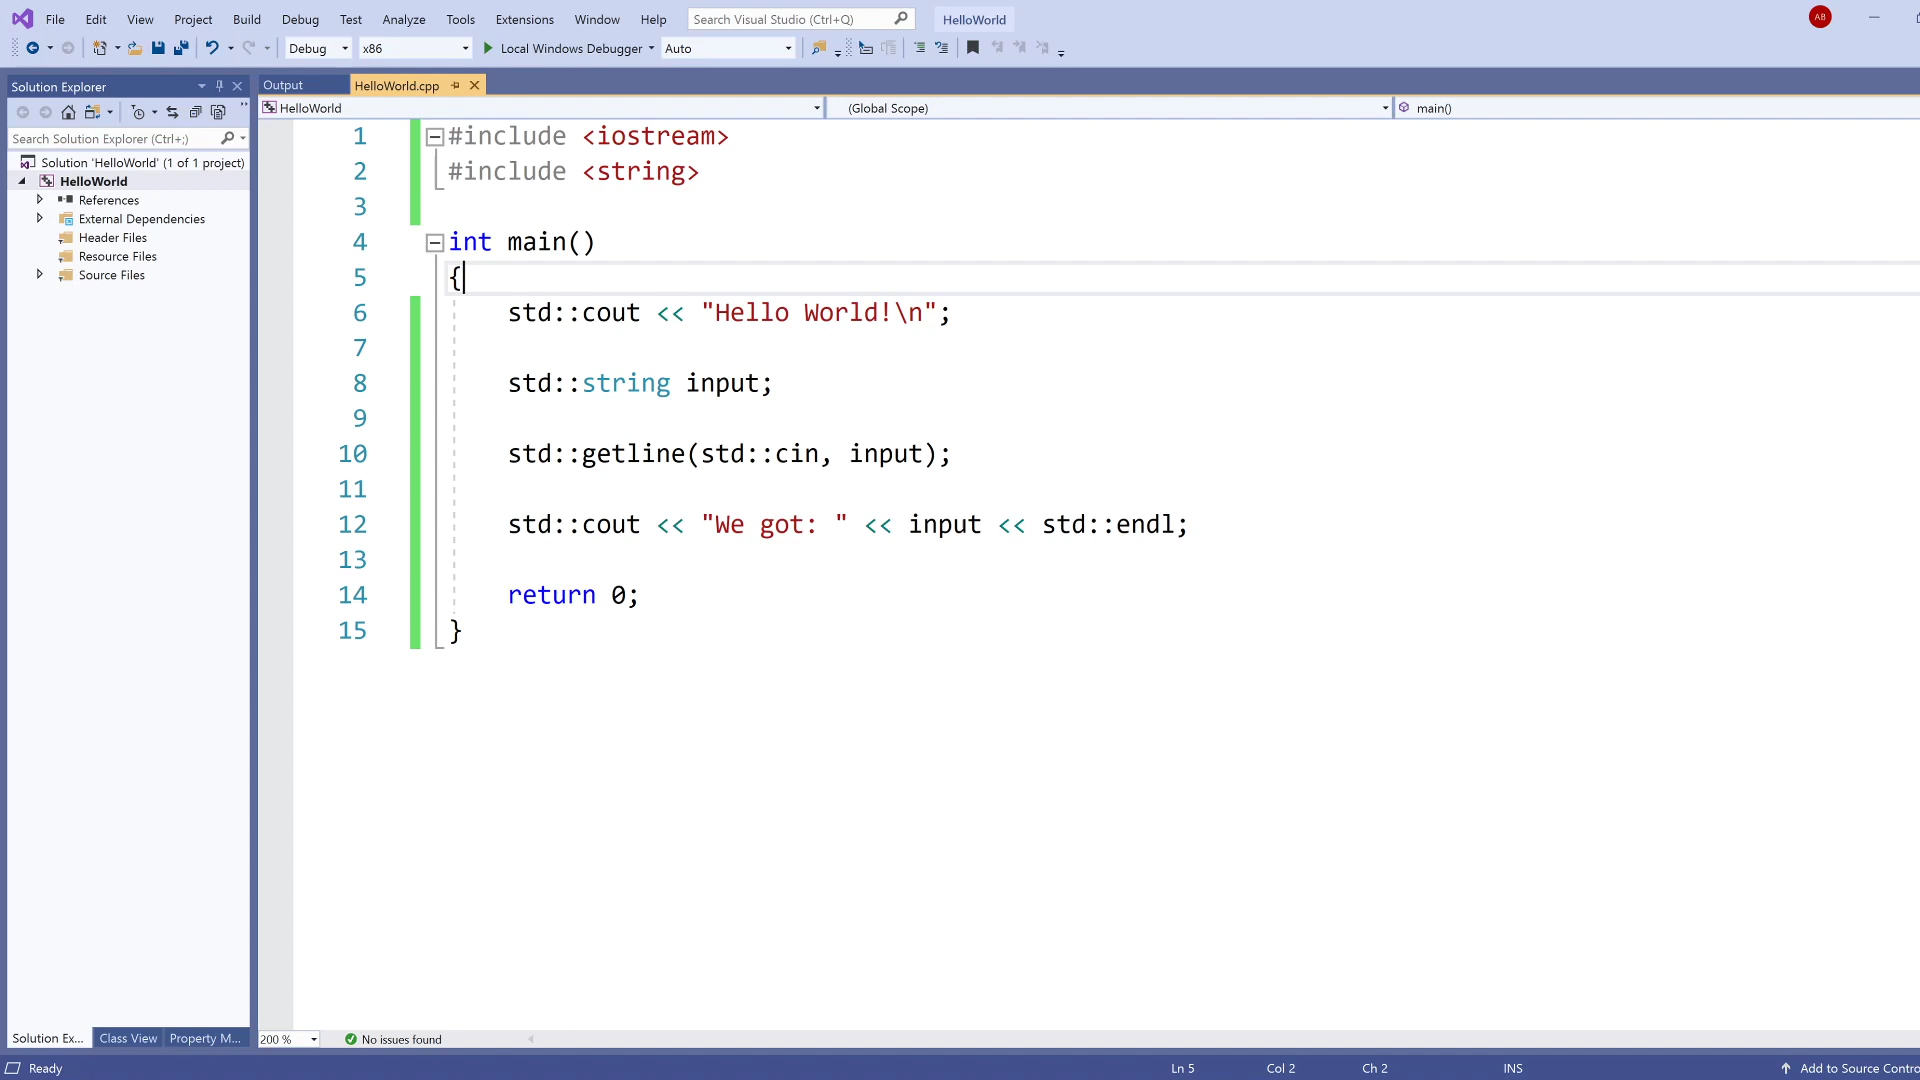 File Edit View Project Build Debug Test Analyze Tools Extensions Window Help Search Visual Studio (Ctrl+Q) HelloWorld AB
Debug x86 Local Windows Debugger Auto
Solution Explorer
Search Solution Explorer (Ctrl+;)
Solution 'HelloWorld' (1 of 1 project)
HelloWorld
References
External Dependencies
Header Files
Resource Files
Source Files
Output HelloWorld.cpp
HelloWorld (Global Scope) main()
1 #include <iostream>
2 #include <string>
3
4 int main()
5 {
6 std::cout << "Hello World!\n";
7
8 std::string input;
9
10 std::getline(std::cin, input);
11
12 std::cout << "We got: " << input << std::endl;
13
14 return 0;
15 }
Solution Ex... Class View Property M...
200 % No issues found
Ready Ln 5 Col 2 Ch 2 INS Add to Source Contro